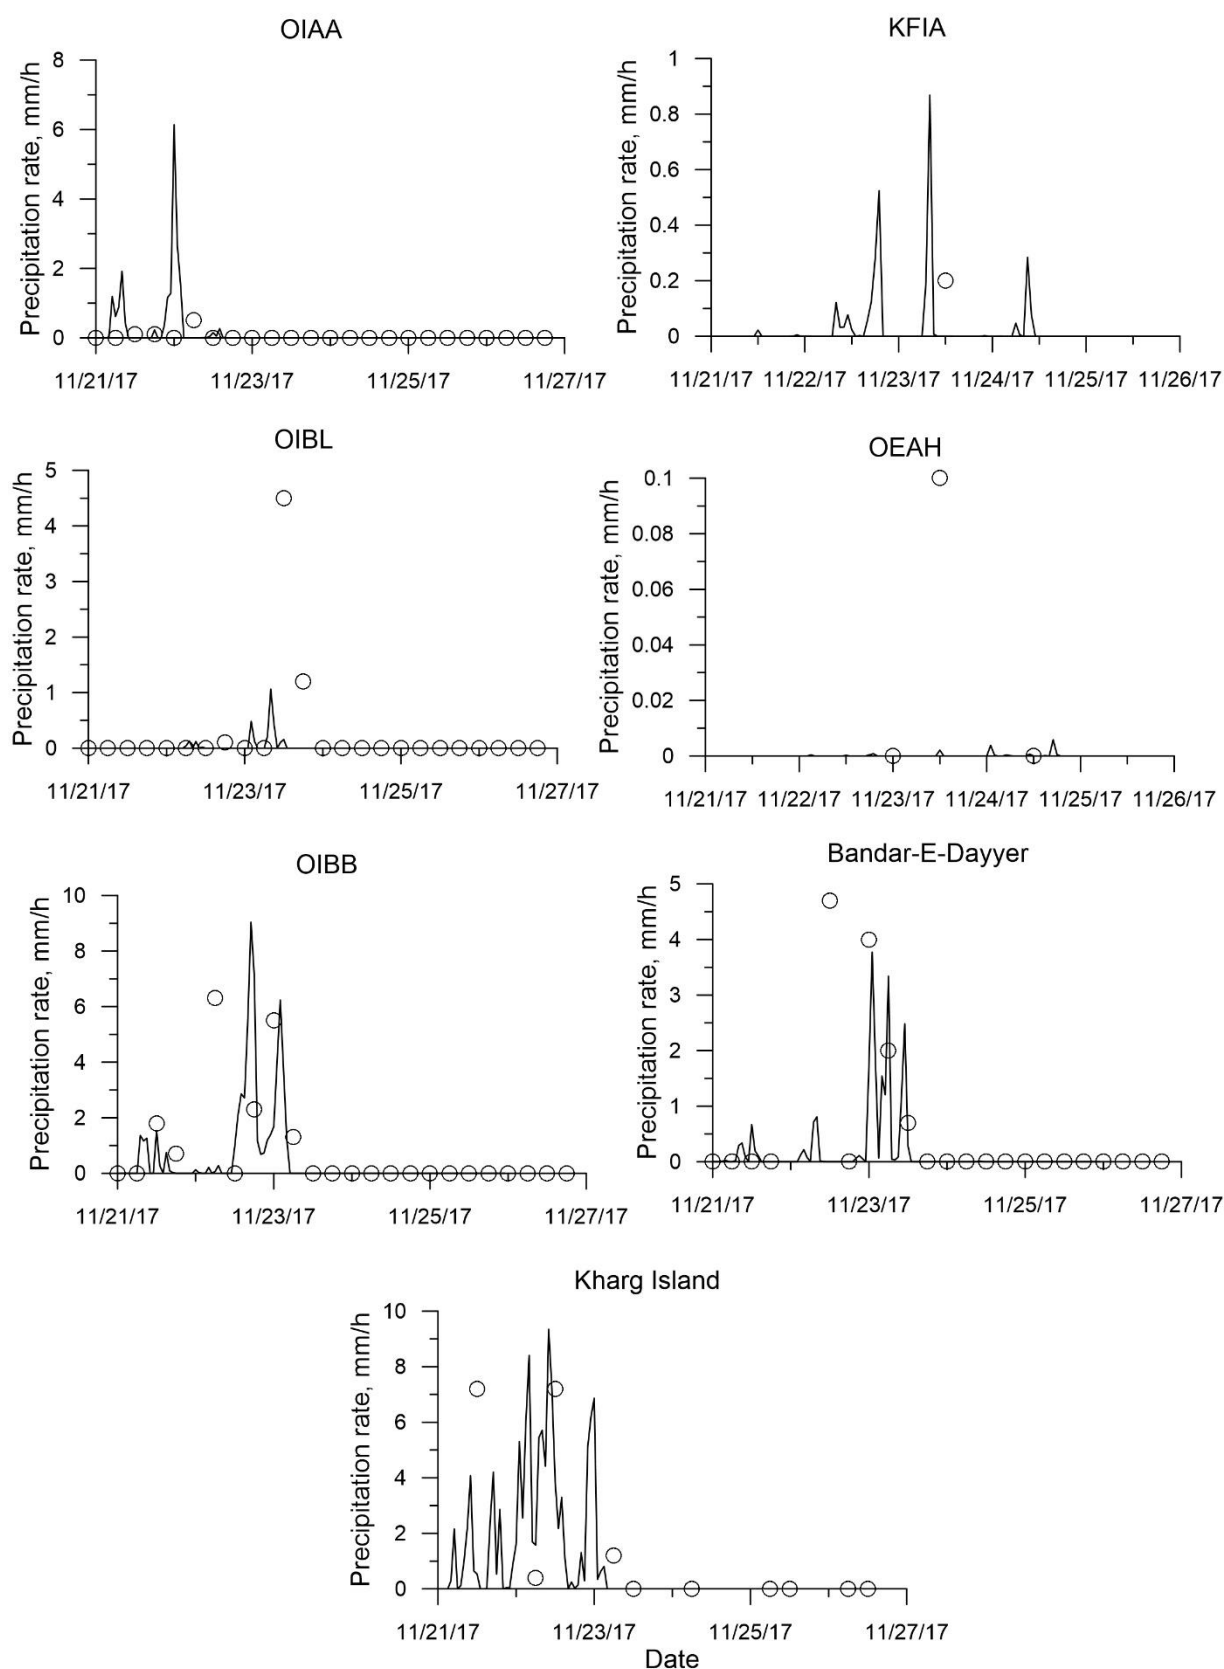 OIAA
Precipitation rate, mm/h
8
6
4
2
0
11/21/17 11/23/17 11/25/17 11/27/17
KFIA
Precipitation rate, mm/h
1
0.8
0.6
0.4
0.2
0
11/21/17 11/22/17 11/23/17 11/24/17 11/25/17 11/26/17
OIBL
Precipitation rate, mm/h
5
4
3
2
1
0
11/21/17 11/23/17 11/25/17 11/27/17
OEAH
Precipitation rate, mm/h
0.1
0.08
0.06
0.04
0.02
0
11/21/17 11/22/17 11/23/17 11/24/17 11/25/17 11/26/17
OIBB
Precipitation rate, mm/h
10
8
6
4
2
0
11/21/17 11/23/17 11/25/17 11/27/17
Bandar-E-Dayyer
Precipitation rate, mm/h
5
4
3
2
1
0
11/21/17 11/23/17 11/25/17 11/27/17
Kharg Island
Precipitation rate, mm/h
10
8
6
4
2
0
11/21/17 11/23/17 11/25/17 11/27/17
Date